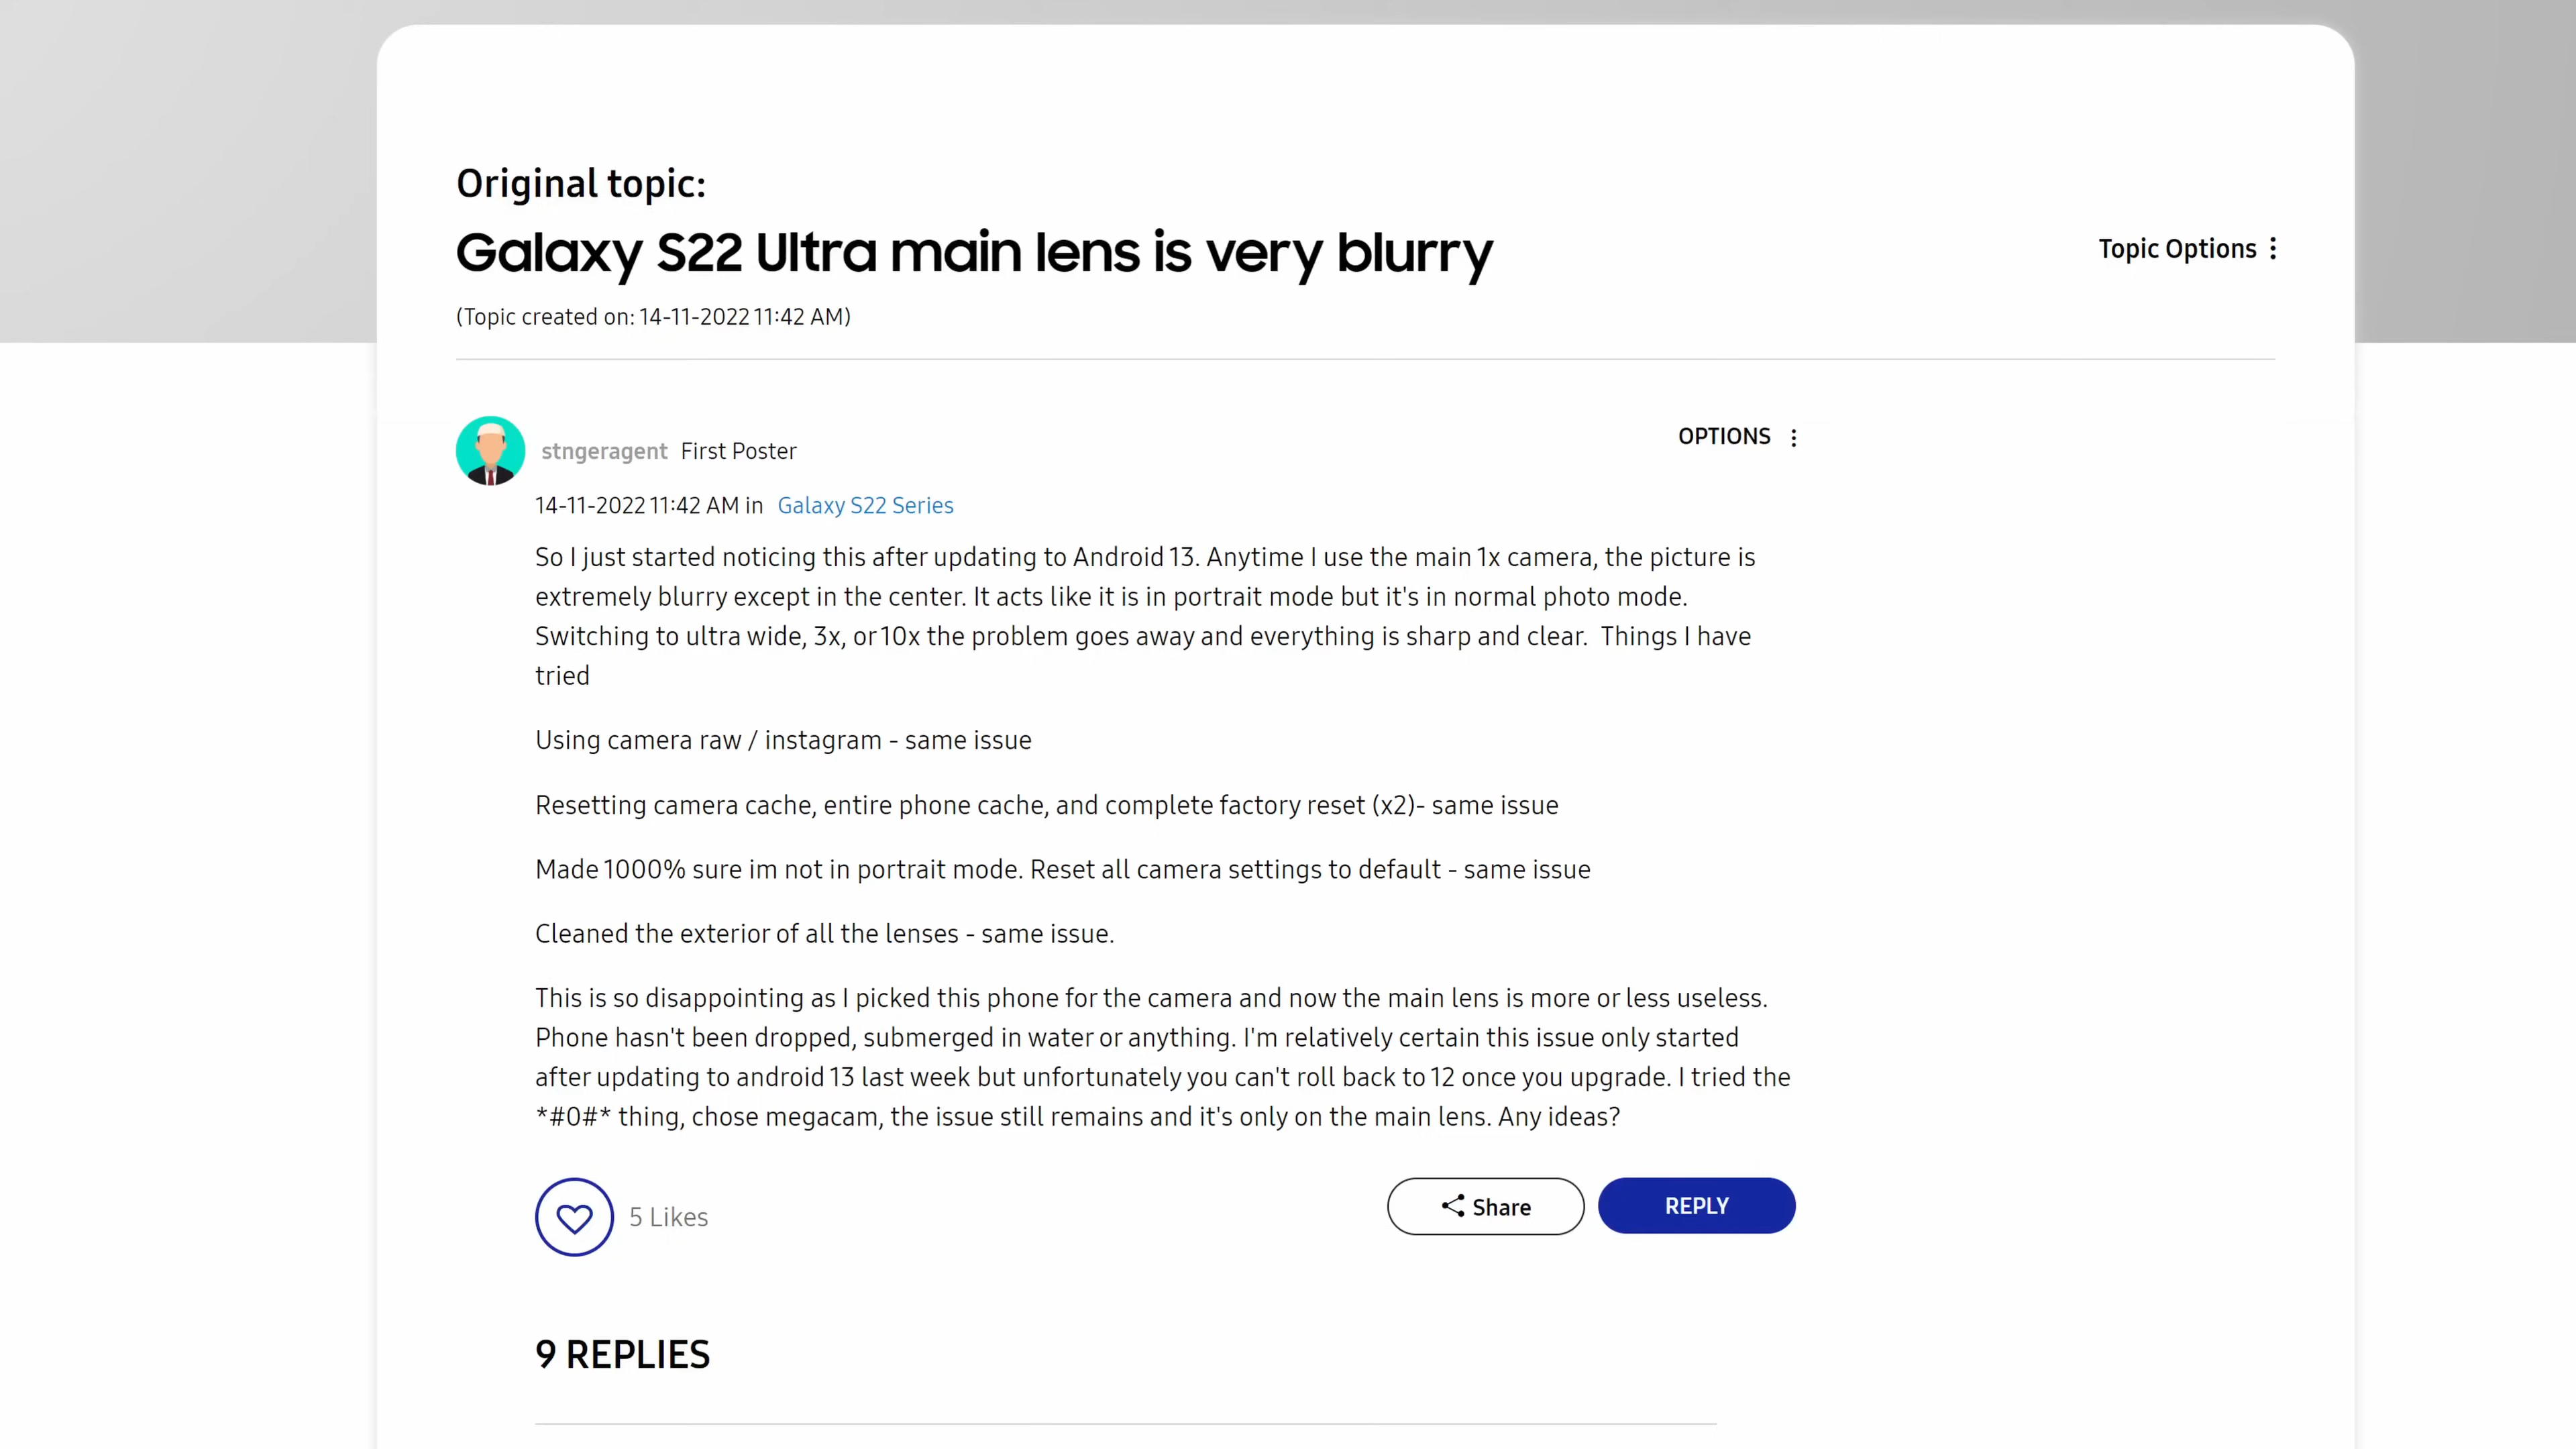 Original topic:
Galaxy S22 Ultra main lens is very blurry
Topic Options
(Topic created on: 14-11-2022 11:42 AM)
stngeragent First Poster
OPTIONS
14-11-2022 11:42 AM in Galaxy S22 Series
So I just started noticing this after updating to Android 13. Anytime I use the main 1x camera, the picture is
extremely blurry except in the center. It acts like it is in portrait mode but it's in normal photo mode.
Switching to ultra wide, 3x, or 10x the problem goes away and everything is sharp and clear.  Things I have
tried
Using camera raw / instagram - same issue
Resetting camera cache, entire phone cache, and complete factory reset (x2)- same issue
Made 1000% sure im not in portrait mode. Reset all camera settings to default - same issue
Cleaned the exterior of all the lenses - same issue.
This is so disappointing as I picked this phone for the camera and now the main lens is more or less useless.
Phone hasn't been dropped, submerged in water or anything. I'm relatively certain this issue only started
after updating to android 13 last week but unfortunately you can't roll back to 12 once you upgrade. I tried the
*#0#* thing, chose megacam, the issue still remains and it's only on the main lens. Any ideas?
5 Likes
Share
REPLY
9 REPLIES